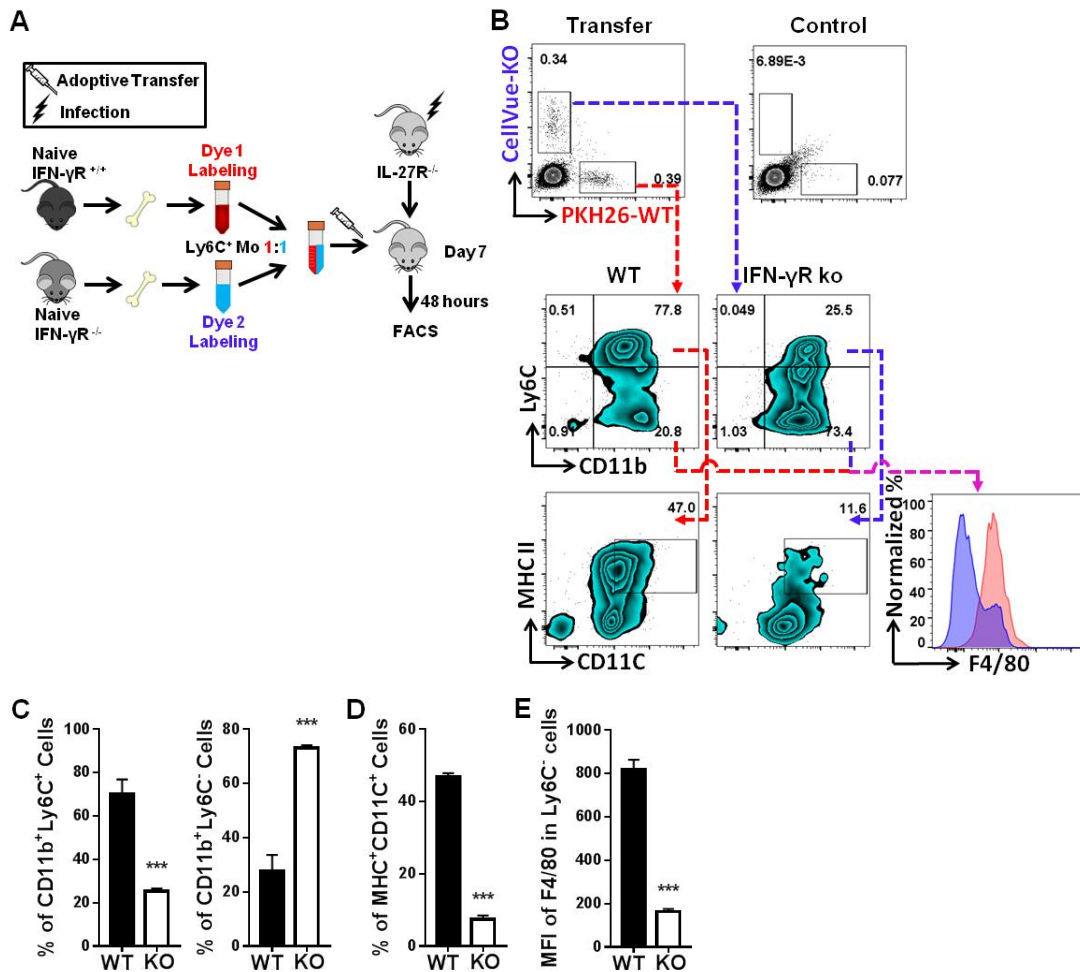 A
Adoptive Transfer
Infection
Naive
IFN-γR +/+
Dye 1
Labeling
Ly6C+ Mo 1:1
Naive
IFN-γR -/-
Dye 2
Labeling
IL-27R-/-
Day 7
48 hours
FACS
B
Transfer
Control
0.34
6.89E-3
CellVue-KO
0.39
0.077
PKH26-WT
WT
IFN-γR ko
0.51
77.8
0.049
25.5
Ly6C
0.91
20.8
1.03
73.4
CD11b
47.0
11.6
MHC II
CD11C
Normalized %
100
80
60
40
20
0
F4/80
C
% of CD11b+Ly6C+ Cells
100
80
60
40
20
0
WT KO
***
% of CD11b+Ly6C- Cells
80
60
40
20
0
WT KO
***
D
% of MHC+CD11C+ Cells
60
40
20
0
WT KO
***
E
MFI of F4/80 in Ly6C- cells
1000
800
600
400
200
0
WT KO
***